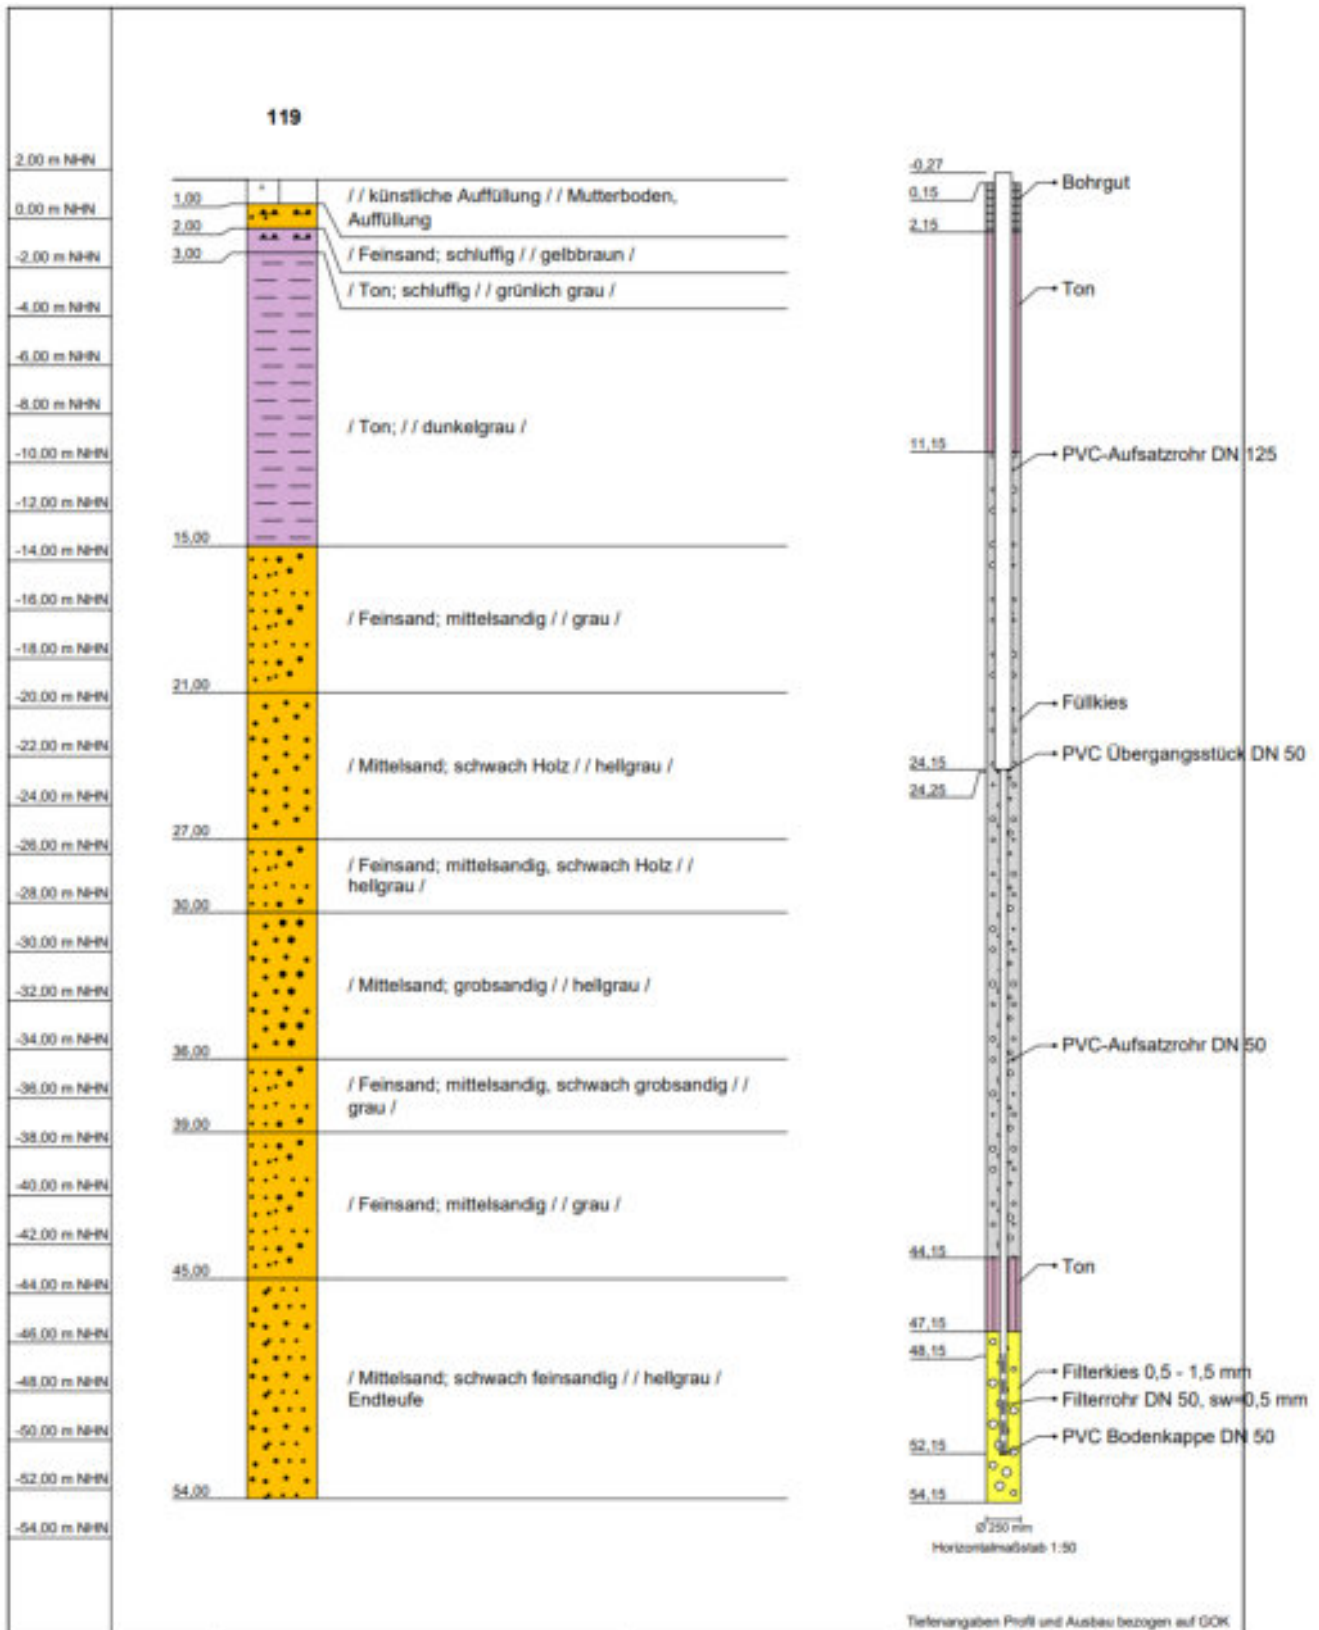 119
2.00 m NHN
0.00 m NHN
-2.00 m NHN
-4.00 m NHN
-6.00 m NHN
-8.00 m NHN
-10.00 m NHN
-12.00 m NHN
-14.00 m NHN
-16.00 m NHN
-18.00 m NHN
-20.00 m NHN
-22.00 m NHN
-24.00 m NHN
-26.00 m NHN
-28.00 m NHN
-30.00 m NHN
-32.00 m NHN
-34.00 m NHN
-36.00 m NHN
-38.00 m NHN
-40.00 m NHN
-42.00 m NHN
-44.00 m NHN
-46.00 m NHN
-48.00 m NHN
-50.00 m NHN
-52.00 m NHN
-54.00 m NHN
1,00
2,00
3,00
15,00
21,00
27,00
30,00
36,00
39,00
45,00
54,00
/ / künstliche Auffüllung / / Mutterboden,
Auffüllung
/ Feinsand; schluffig / / gelbbraun /
/ Ton; schluffig / / grünlich grau /
/ Ton; / / dunkelgrau /
/ Feinsand; mittelsandig / / grau /
/ Mittelsand; schwach Holz / / hellgrau /
/ Feinsand; mittelsandig, schwach Holz / /
hellgrau /
/ Mittelsand; grobsandig / / hellgrau /
/ Feinsand; mittelsandig, schwach grobsandig / /
grau /
/ Feinsand; mittelsandig / / grau /
/ Mittelsand; schwach feinsandig / / hellgrau /
Endteufe
-0,27
0,15
2,15
11,15
24,15
24,25
44,15
47,15
48,15
52,15
54,15
Bohrgut
Ton
PVC-Aufsatzrohr DN 125
Füllkies
PVC Übergangsstück DN 50
PVC-Aufsatzrohr DN 50
Ton
Filterkies 0,5 - 1,5 mm
Filterrohr DN 50, sw=0,5 mm
PVC Bodenkappe DN 50
Ø 250 mm
Horizontalmaßstab 1:50
Tiefenangaben Profil und Ausbau bezogen auf GOK